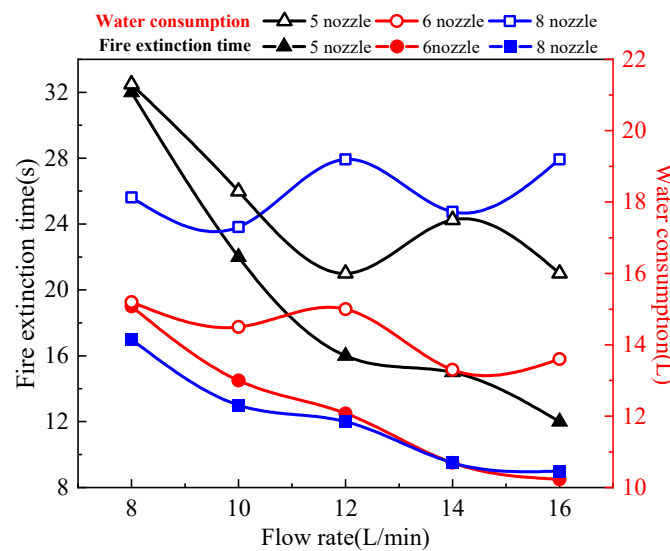 Water consumption 5 nozzle 6 nozzle 8 nozzle
Fire extinction time 5 nozzle 6nozzle 8 nozzle
32
28
24
20
16
12
8
Fire extinction time(s)
22
20
18
16
14
12
10
Water consumption(L)
8 10 12 14 16
Flow rate(L/min)